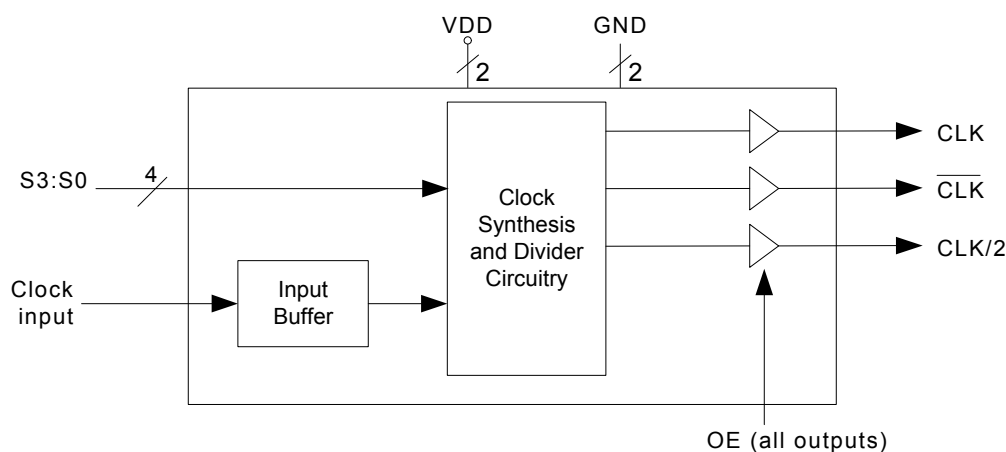 VDD
GND
2
2
CLK
S3:S0
4
C̅L̅K̅
Clock
Synthesis
and Divider
Circuitry
CLK/2
Clock
input
Input
Buffer
OE (all outputs)